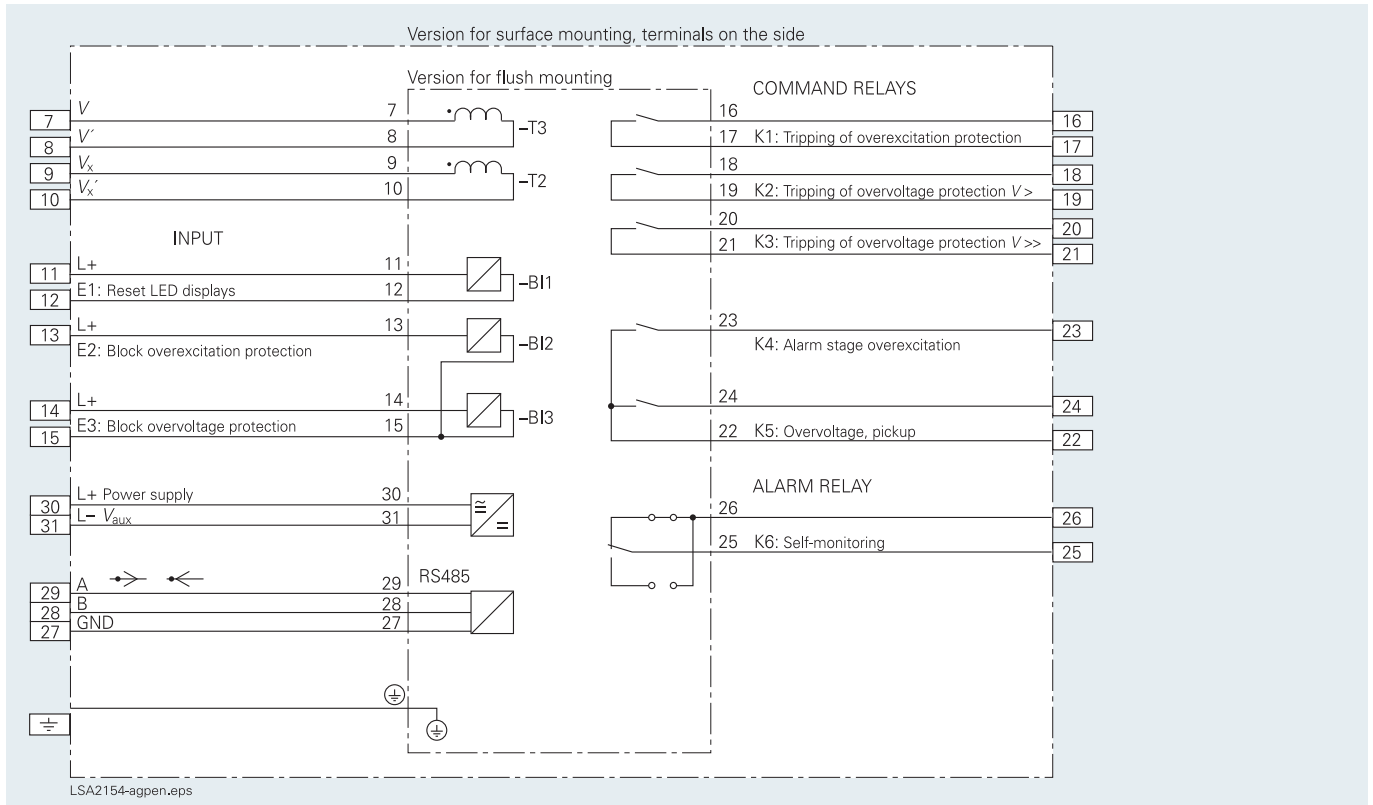 Version for surface mounting, terminals on the side
Version for flush mounting
COMMAND RELAYS
7 V 7
8 V´ 8
–T3
9 Vx 9
10 Vx´ 10
–T2
INPUT
11 L+ 11
12 E1: Reset LED displays 12
–BI1
13 L+ 13
E2: Block overexcitation protection
–BI2
14 L+ 14
15 E3: Block overvoltage protection 15
–BI3
30 L+ Power supply 30
31 L– Vaux 31
≅
=
RS485
29 A 29
28 B 28
27 GND 27
16 16
17 K1: Tripping of overexcitation protection 17
18 18
19 K2: Tripping of overvoltage protection V > 19
20 20
21 K3: Tripping of overvoltage protection V >> 21
23 23
K4: Alarm stage overexcitation
24 24
22 K5: Overvoltage, pickup 22
ALARM RELAY
26 26
25 K6: Self-monitoring 25
LSA2154-agpen.eps